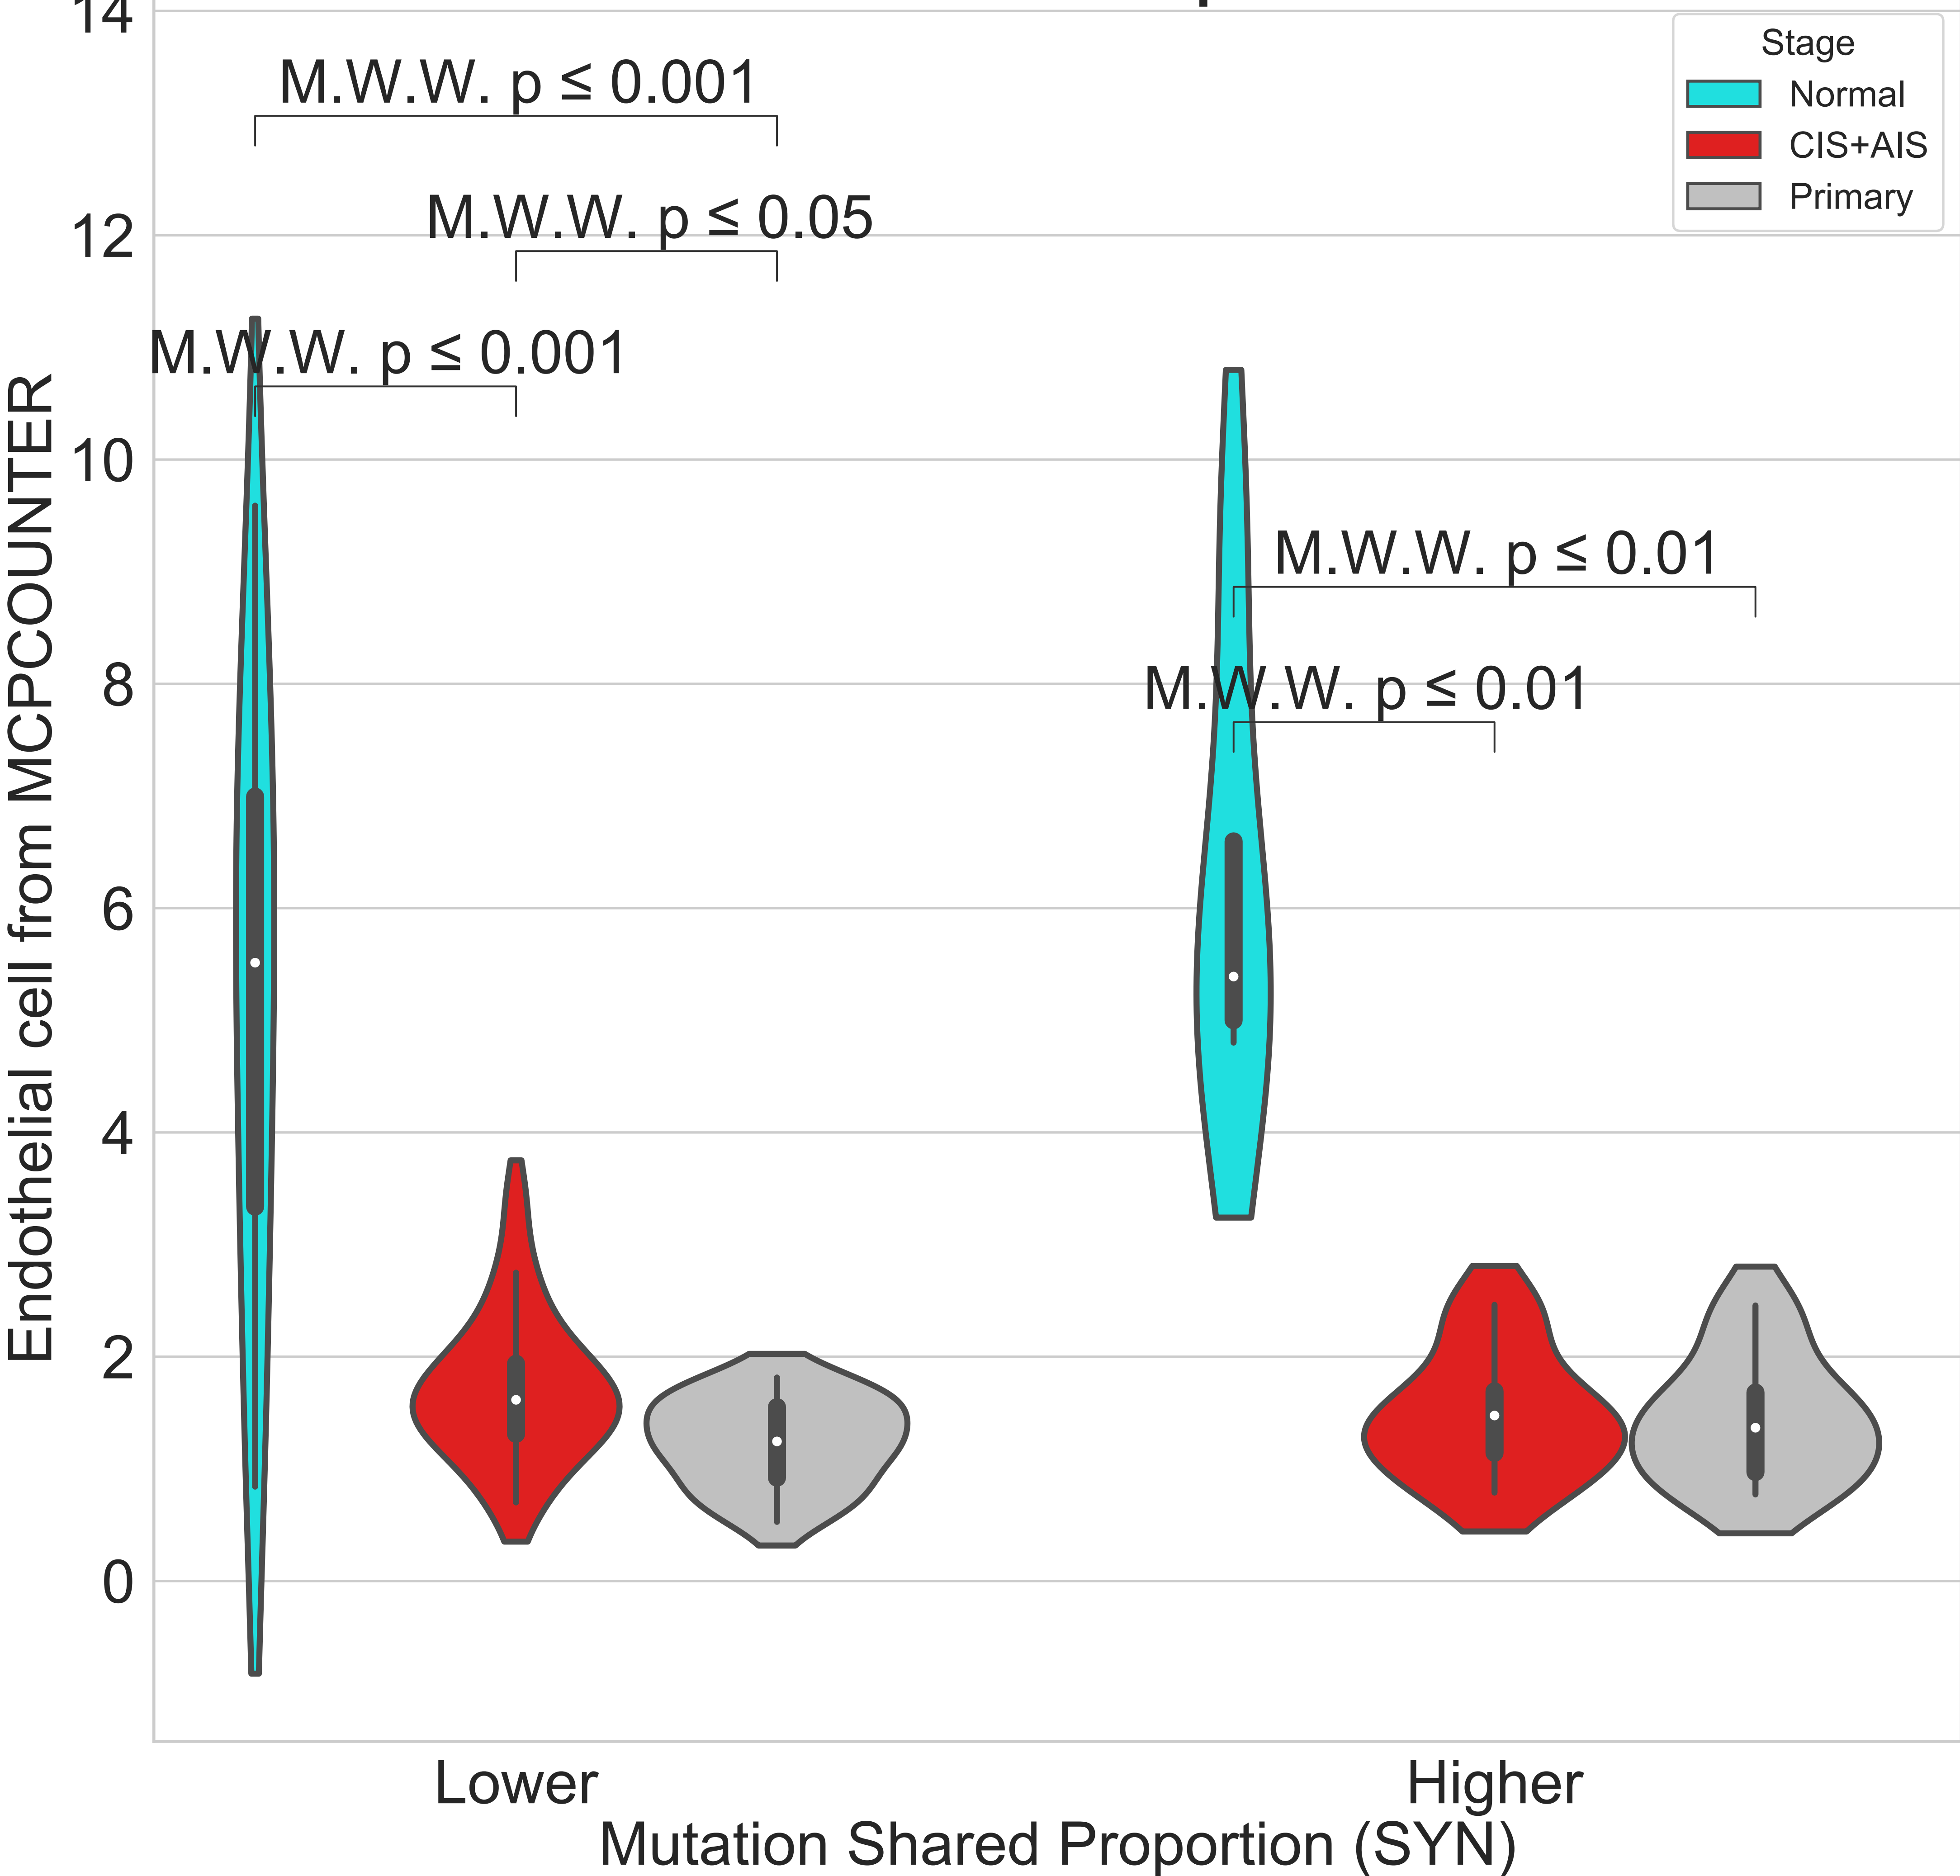 14
M.W.W. p ≤ 0.001
Stage
Normal
CIS+AIS
Primary
12
M.W.W. p ≤ 0.05
M.W.W. p ≤ 0.001
10
M.W.W. p ≤ 0.01
8
M.W.W. p ≤ 0.01
6
4
2
0
Endothelial cell from MCPCOUNTER
Lower
Higher
Mutation Shared Proportion (SYN)